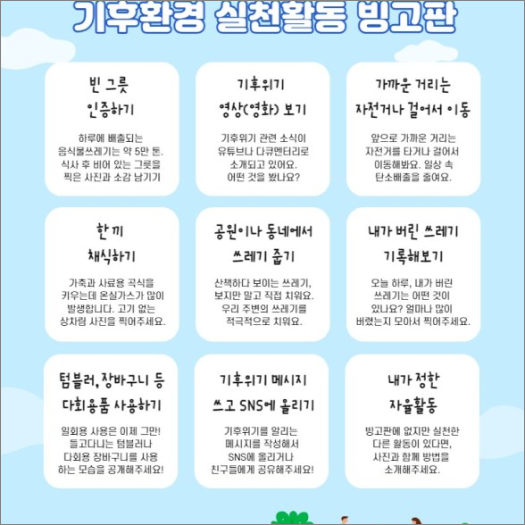 기후환경 실천활동 빙고판
빈 그릇
인증하기
하루에 배출되는
음식물쓰레기는 약 5만 톤.
식사 후 비어 있는 그릇을
찍은 사진과 소감 남기기
기후위기
영상(영화) 보기
기후위기 관련 소식이
유튜브나 다큐멘터리로
소개되고 있어요.
어떤 것을 봤나요?
가까운 거리는
자전거나 걸어서 이동
앞으로 가까운 거리는
자전거를 타거나 걸어서
이동해봐요. 일상 속
탄소배출을 줄여요.
한 끼
채식하기
가축과 사료용 곡식을
키우는데 온실가스가 많이
발생합니다. 고기 없는
상차림 사진을 찍어주세요.
공원이나 동네에서
쓰레기 줍기
산책하다 보이는 쓰레기,
보지만 말고 직접 치워요.
우리 주변의 쓰레기를
적극적으로 치워요.
내가 버린 쓰레기
기록해보기
오늘 하루, 내가 버린
쓰레기는 어떤 것이
있나요? 얼마나 많이
버렸는지 모아서 찍어주세요.
텀블러, 장바구니 등
다회용품 사용하기
일회용 사용은 이제 그만!
들고다니는 텀블러나
다회용 장바구니를 사용
하는 모습을 공개해주세요!
기후위기 메시지
쓰고 SNS에 올리기
기후위기를 알리는
메시지를 작성해서
SNS에 올리거나
친구들에게 공유해주세요!
내가 정한
자율활동
빙고판에 없지만 실천한
다른 활동이 있다면,
사진과 함께 방법을
소개해주세요.